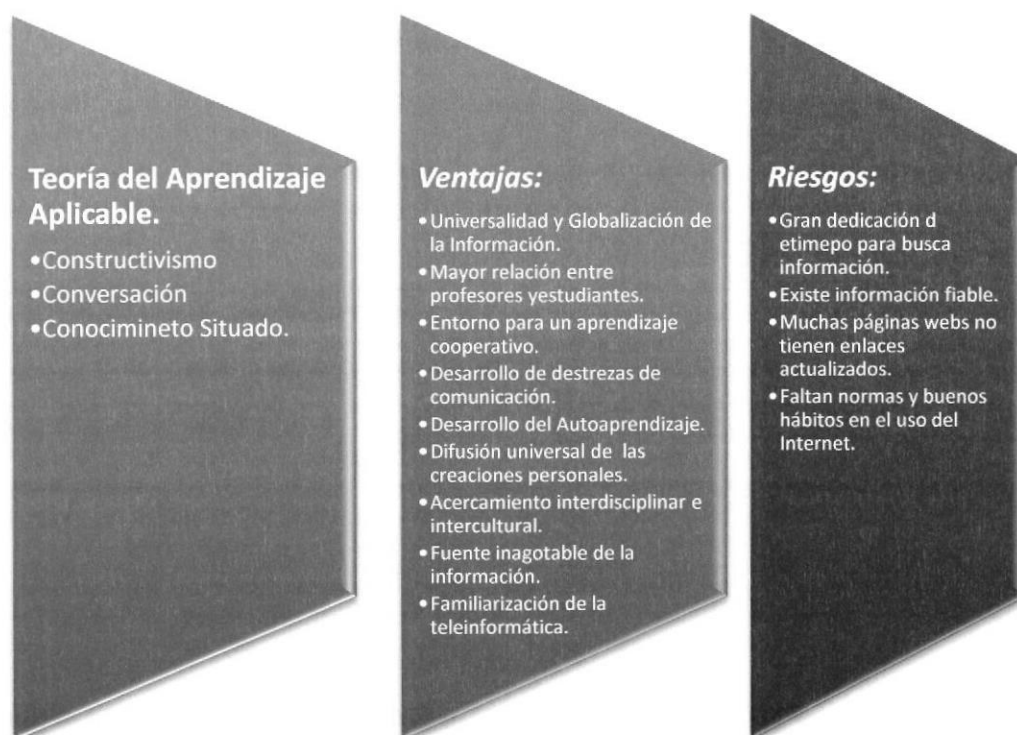 Teoría del Aprendizaje
Aplicable.
•Constructivismo
•Conversación
•Conocimineto Situado.
Ventajas:
•Universalidad y Globalización de
la Información.
•Mayor relación entre
profesores yestudiantes.
•Entorno para un aprendizaje
cooperativo.
•Desarrollo de destrezas de
comunicación.
•Desarrollo del Autoaprendizaje.
•Difusión universal de las
creaciones personales.
•Acercamiento interdisciplinar e
intercultural.
•Fuente inagotable de la
información.
•Familiarización de la
teleinformática.
Riesgos:
•Gran dedicación d
etimepo para busca
información.
•Existe información fiable.
•Muchas páginas webs no
tienen enlaces
actualizados.
•Faltan normas y buenos
hábitos en el uso del
Internet.